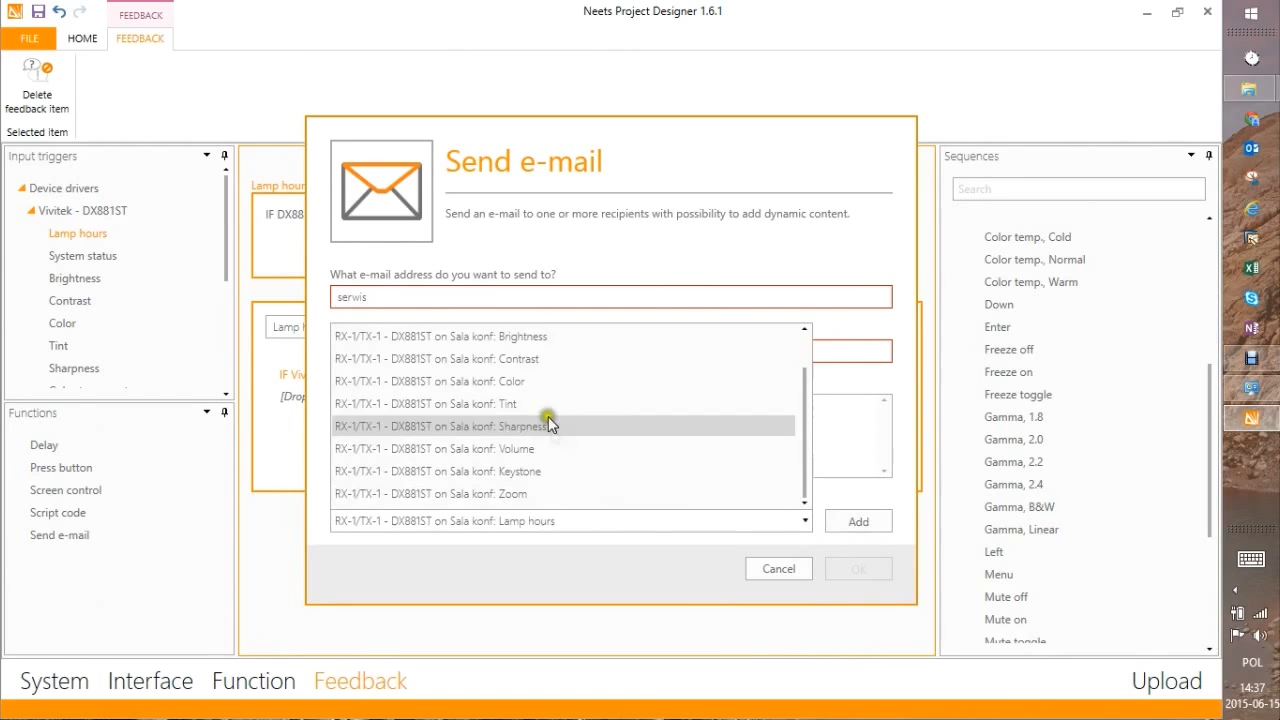 FEEDBACK
Neets Project Designer 1.6.1
FILE
HOME
FEEDBACK
Delete
feedback item
Selected item
Input triggers
Device drivers
Vivitek - DX881ST
Lamp hours
System status
Brightness
Contrast
Color
Tint
Sharpness
Functions
Delay
Press button
Screen control
Script code
Send e-mail
Lamp hour
IF DX88
Lamp h
IF Viv
[Drop
Send e-mail
Send an e-mail to one or more recipients with possibility to add dynamic content.
What e-mail address do you want to send to?
serwis
RX-1/TX-1 - DX881ST on Sala konf: Brightness
RX-1/TX-1 - DX881ST on Sala konf: Contrast
RX-1/TX-1 - DX881ST on Sala konf: Color
RX-1/TX-1 - DX881ST on Sala konf: Tint
RX-1/TX-1 - DX881ST on Sala konf: Sharpness
RX-1/TX-1 - DX881ST on Sala konf: Volume
RX-1/TX-1 - DX881ST on Sala konf: Keystone
RX-1/TX-1 - DX881ST on Sala konf: Zoom
RX-1/TX-1 - DX881ST on Sala konf: Lamp hours
Add
Cancel
OK
Sequences
Search
Color temp., Cold
Color temp., Normal
Color temp., Warm
Down
Enter
Freeze off
Freeze on
Freeze toggle
Gamma, 1.8
Gamma, 2.0
Gamma, 2.2
Gamma, 2.4
Gamma, B&W
Gamma, Linear
Left
Menu
Mute off
Mute on
Mute toggle
System
Interface
Function
Feedback
Upload
POL
14:37
2015-06-15